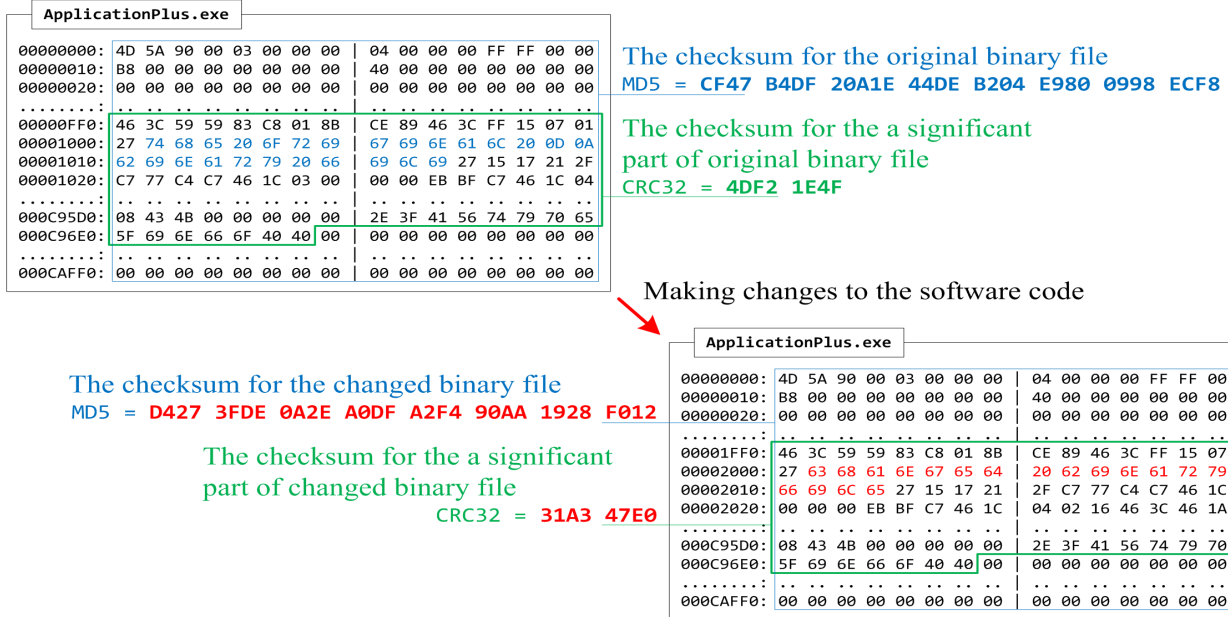 ApplicationPlus.exe
00000000: 4D 5A 90 00 03 00 00 00 | 04 00 00 00 FF FF 00 00
00000010: B8 00 00 00 00 00 00 00 | 40 00 00 00 00 00 00 00
00000020: 00 00 00 00 00 00 00 00 | 00 00 00 00 00 00 00 00
........: .. .. .. .. .. .. .. .. | .. .. .. .. .. .. .. ..
00000FF0: 46 3C 59 59 83 C8 01 8B | CE 89 46 3C FF 15 07 01
00001000: 27 74 68 65 20 6F 72 69 | 67 69 6E 61 6C 20 0D 0A
00001010: 62 69 6E 61 72 79 20 66 | 69 6C 69 27 15 17 21 2F
00001020: C7 77 C4 C7 46 1C 03 00 | 00 00 EB BF C7 46 1C 04
........: .. .. .. .. .. .. .. .. | .. .. .. .. .. .. .. ..
000C95D0: 08 43 4B 00 00 00 00 00 | 2E 3F 41 56 74 79 70 65
000C96E0: 5F 69 6E 66 6F 40 40 00 | 00 00 00 00 00 00 00 00
........: .. .. .. .. .. .. .. .. | .. .. .. .. .. .. .. ..
000CAFF0: 00 00 00 00 00 00 00 00 | 00 00 00 00 00 00 00 00
The checksum for the original binary file
MD5 = CF47 B4DF 20A1E 44DE B204 E980 0998 ECF8
The checksum for the a significant
part of original binary file
CRC32 = 4DF2 1E4F
Making changes to the software code
The checksum for the changed binary file
MD5 = D427 3FDE 0A2E A0DF A2F4 90AA 1928 F012
The checksum for the a significant
part of changed binary file
CRC32 = 31A3 47E0
ApplicationPlus.exe
00000000: 4D 5A 90 00 03 00 00 00 | 04 00 00 00 FF FF 00
00000010: B8 00 00 00 00 00 00 00 | 40 00 00 00 00 00 00
00000020: 00 00 00 00 00 00 00 00 | 00 00 00 00 00 00 00
........: .. .. .. .. .. .. .. .. | .. .. .. .. .. .. ..
00001FF0: 46 3C 59 59 83 C8 01 8B | CE 89 46 3C FF 15 07
00002000: 27 63 68 61 6E 67 65 64 | 20 62 69 6E 61 72 79
00002010: 66 69 6C 65 27 15 17 21 | 2F C7 77 C4 C7 46 1C
00002020: 00 00 00 EB BF C7 46 1C | 04 02 16 46 3C 46 1A
........: .. .. .. .. .. .. .. .. | .. .. .. .. .. .. ..
000C95D0: 08 43 4B 00 00 00 00 00 | 2E 3F 41 56 74 79 70
000C96E0: 5F 69 6E 66 6F 40 40 00 | 00 00 00 00 00 00 00
........: .. .. .. .. .. .. .. .. | .. .. .. .. .. .. ..
000CAFF0: 00 00 00 00 00 00 00 00 | 00 00 00 00 00 00 00